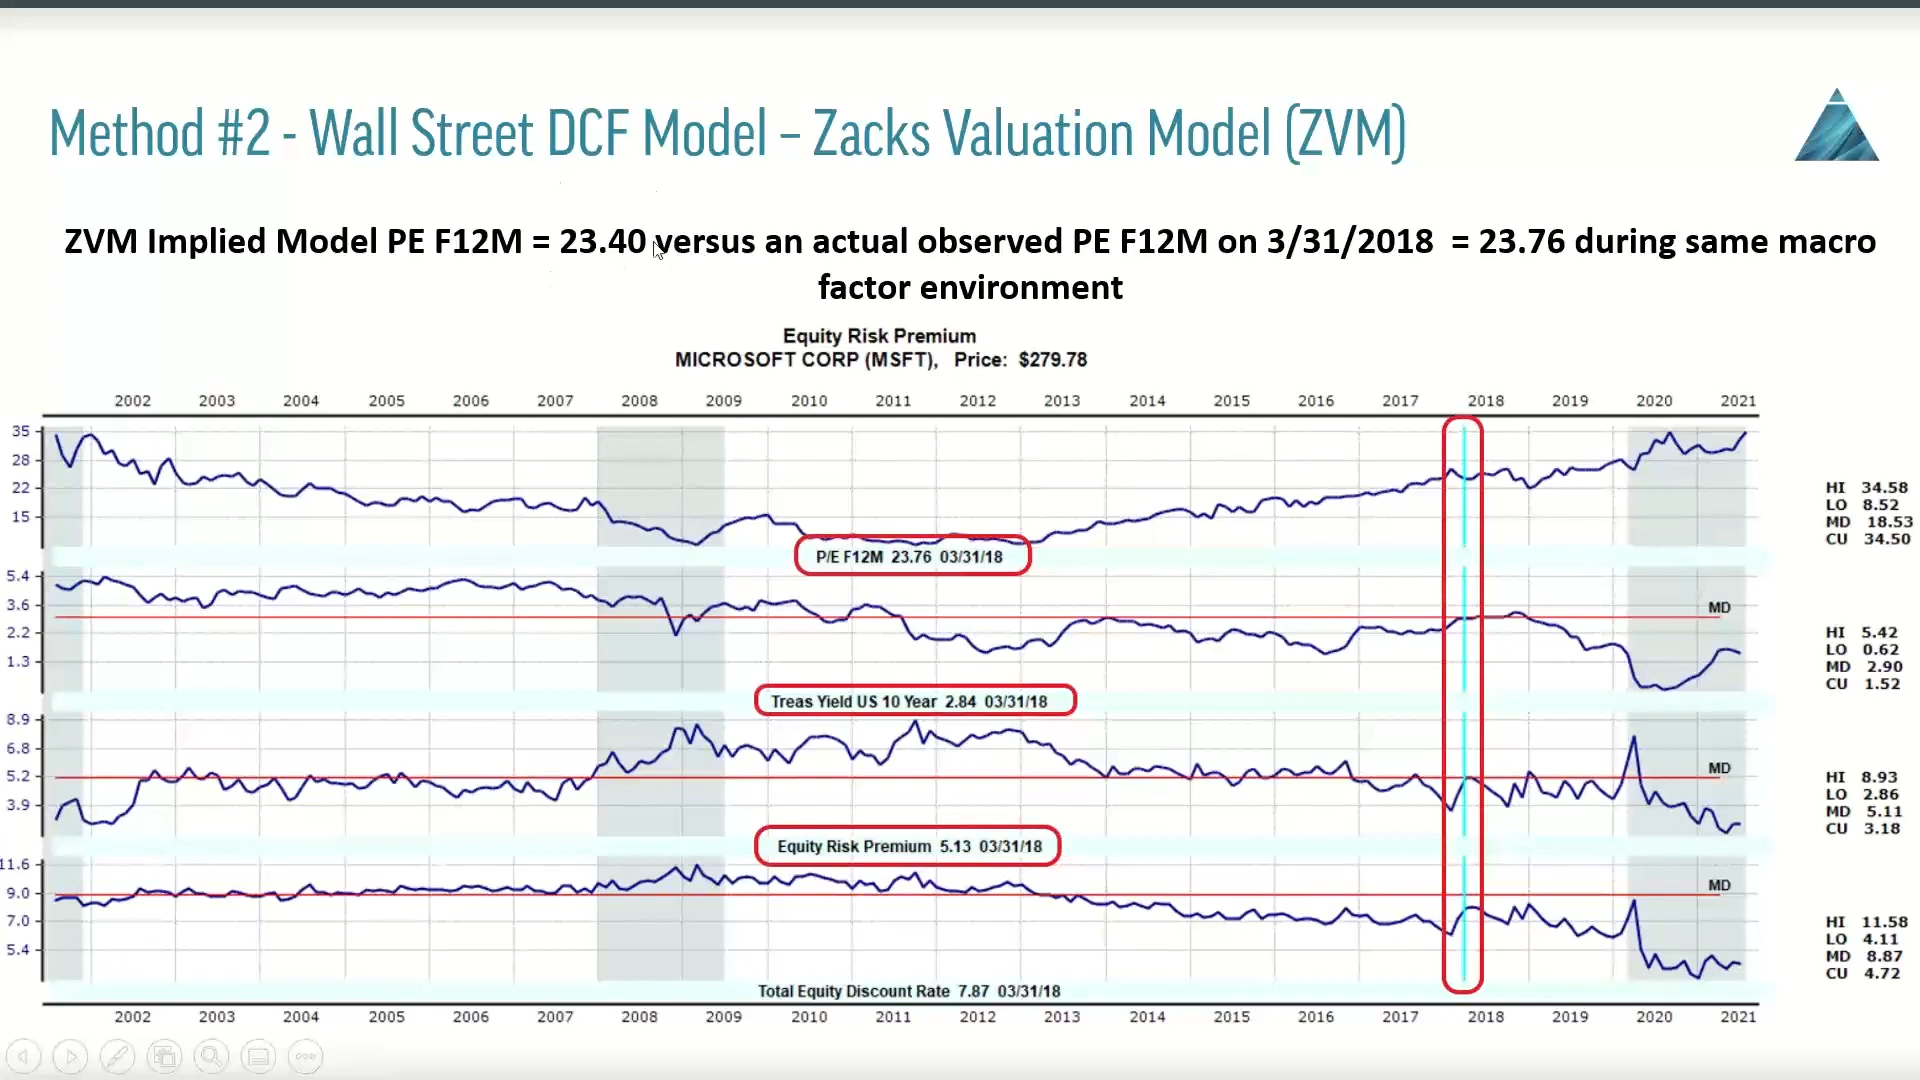 Method #2 - Wall Street DCF Model – Zacks Valuation Model (ZVM)
ZVM Implied Model PE F12M = 23.40 versus an actual observed PE F12M on 3/31/2018 = 23.76 during same macro
factor environment
Equity Risk Premium
MICROSOFT CORP (MSFT), Price: $279.78
2002 2003 2004 2005 2006 2007 2008 2009 2010 2011 2012 2013 2014 2015 2016 2017 2018 2019 2020 2021
35
28
22
15
HI 34.58
LO 8.52
MD 18.53
CU 34.50
P/E F12M 23.76 03/31/18
5.4
3.6
2.2
1.3
MD
HI 5.42
LO 0.62
MD 2.90
CU 1.52
Treas Yield US 10 Year 2.84 03/31/18
8.9
6.8
5.2
3.9
MD
HI 8.93
LO 2.86
MD 5.11
CU 3.18
Equity Risk Premium 5.13 03/31/18
11.6
9.0
7.0
5.4
MD
HI 11.58
LO 4.11
MD 8.87
CU 4.72
Total Equity Discount Rate 7.87 03/31/18
2002 2003 2004 2005 2006 2007 2008 2009 2010 2011 2012 2013 2014 2015 2016 2017 2018 2019 2020 2021